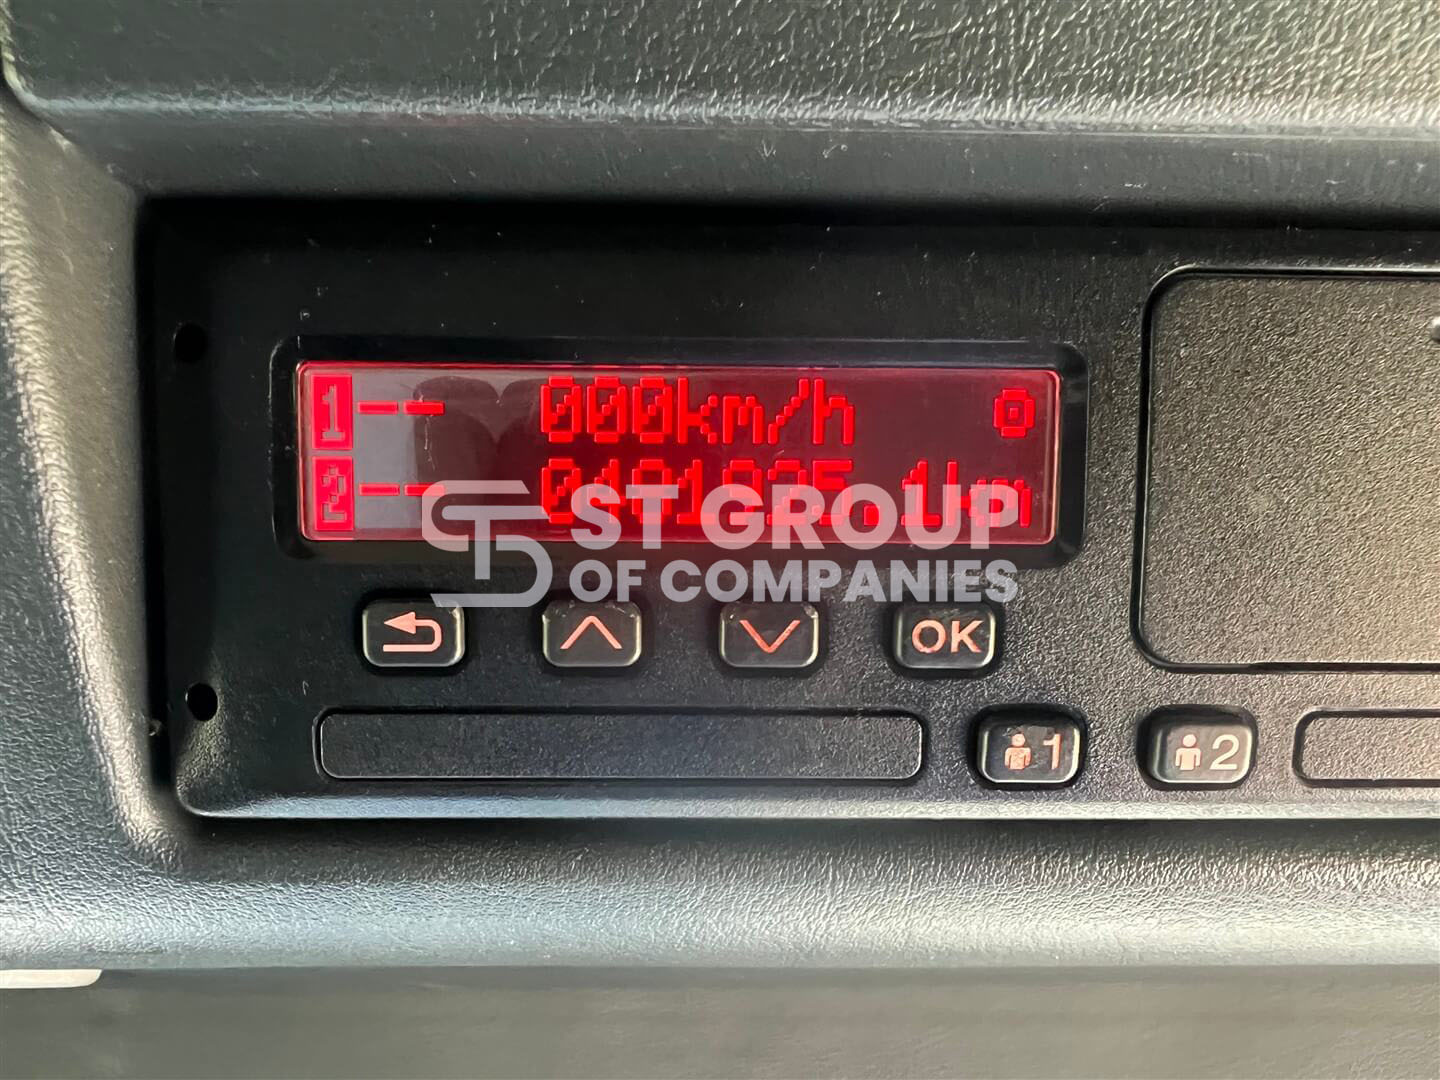 1 -- 000km/h
2 --
ST GROUP
OF COMPANIES
OK
1 2